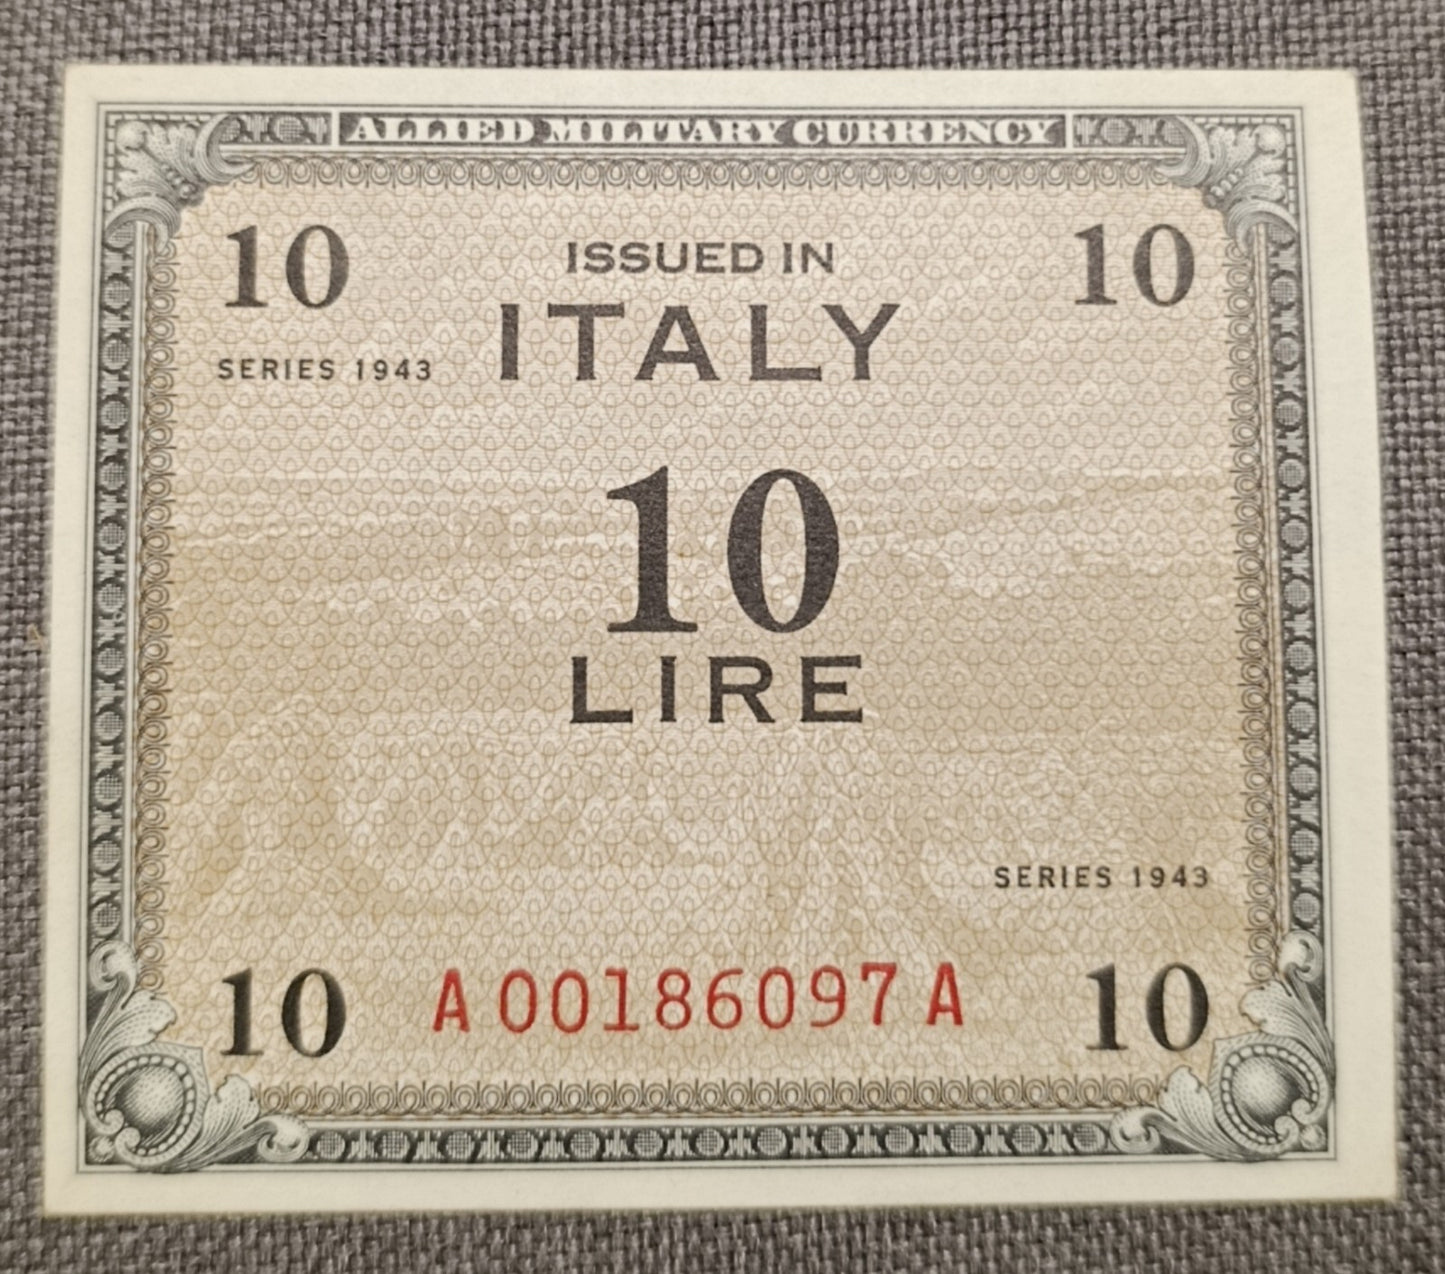 ALLIED MILITARY CURRENCY
10 ISSUED IN 10
ITALY
SERIES 1943
10
LIRE
SERIES 1943
10 A 00186097 A 10